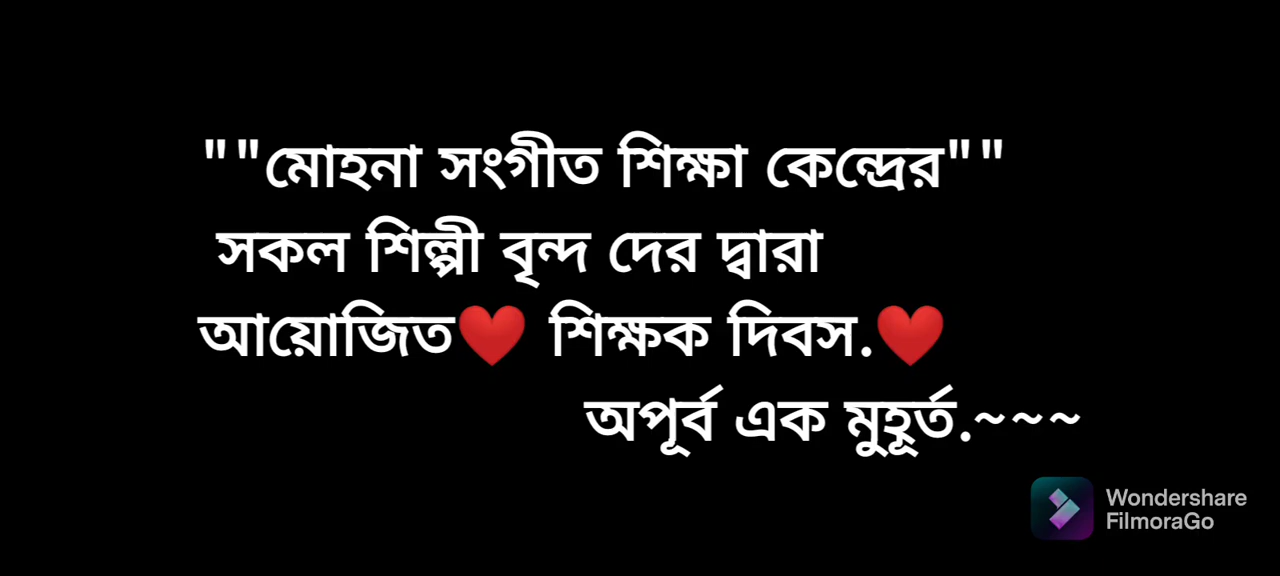 ""মোহনা সংগীত শিক্ষা কেন্দ্রের""
সকল শিল্পী বৃন্দ দের দ্বারা
আয়োজিত❤️ শিক্ষক দিবস.❤️
অপূর্ব এক মুহূর্ত.~~~
Wondershare
FilmoraGo